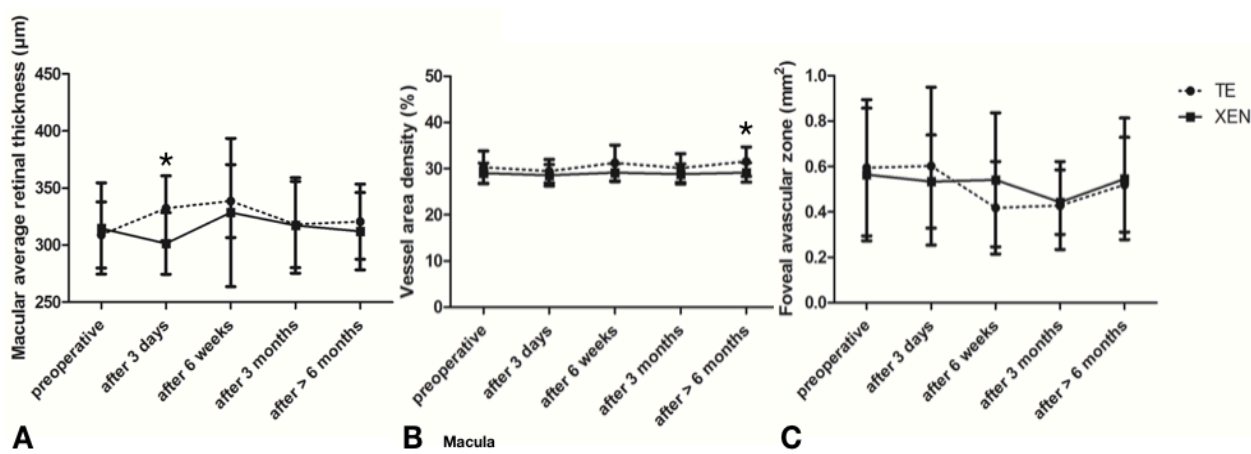 Macular average retinal thickness (μm)
450
400
350
300
250
*
preoperative
after 3 days
after 6 weeks
after 3 months
after > 6 months
A
Vessel area density (%)
50
40
30
20
10
0
*
preoperative
after 3 days
after 6 weeks
after 3 months
after > 6 months
B Macula
Foveal avascular zone (mm²)
1.0
0.8
0.6
0.4
0.2
0.0
preoperative
after 3 days
after 6 weeks
after 3 months
after > 6 months
C
TE
XEN